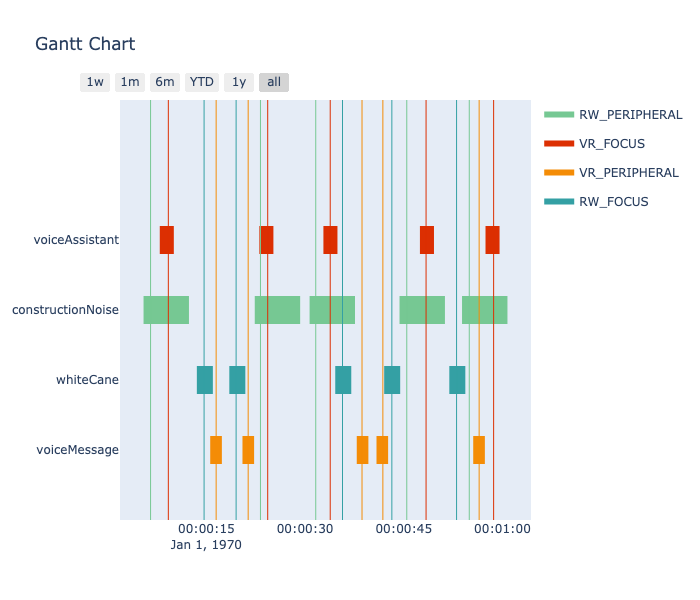 Gantt Chart
1w 1m 6m YTD 1y all
RW_PERIPHERAL
VR_FOCUS
VR_PERIPHERAL
RW_FOCUS
voiceAssistant
constructionNoise
whiteCane
voiceMessage
00:00:15 00:00:30 00:00:45 00:01:00
Jan 1, 1970